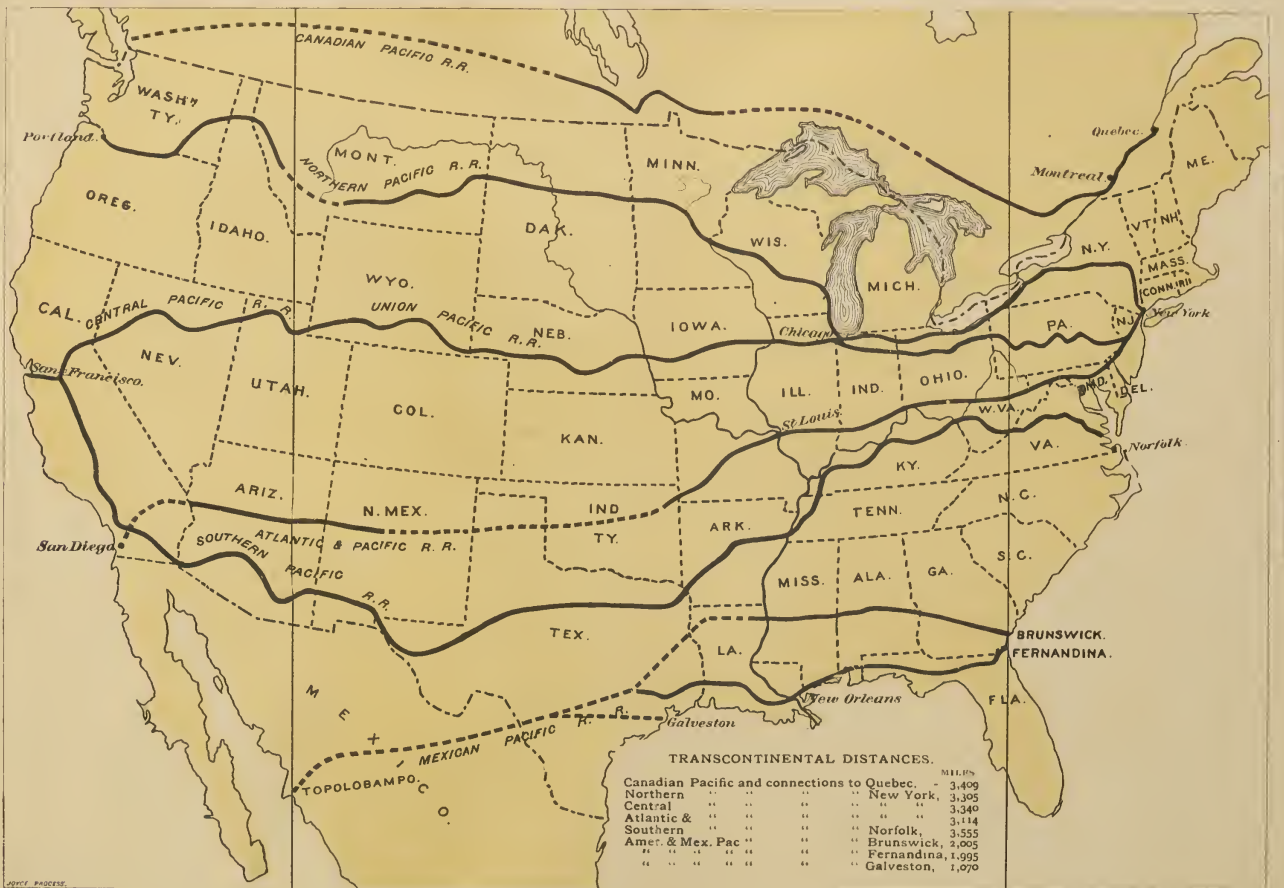 CANADIAN PACIFIC R.R.
WASH'N
TY.
Portland.
Quebec.
Montreal.
ME.
MONT.
NORTHERN PACIFIC R.R.
MINN.
OREG.
IDAHO.
DAK.
WIS.
MICH.
N.Y.
VT.
NH
MASS.
CONN.
R.I.
WYO.
CAL.
CENTRAL PACIFIC R.R.
UNION PACIFIC R.R.
NEB.
IOWA.
Chicago
PA.
N.J.
New York
NEV.
San Francisco.
UTAH.
COL.
KAN.
MO.
ILL.
IND.
OHIO.
W.VA.
MD.
DEL.
St Louis.
VA.
Norfolk.
KY.
ARIZ.
N.MEX.
IND
TY.
ARK.
TENN.
N.C.
S.C.
San Diego
ATLANTIC & PACIFIC R.R.
SOUTHERN PACIFIC R.R.
TEX.
MISS.
ALA.
GA.
LA.
BRUNSWICK.
FERNANDINA.
New Orleans
FLA.
MEXICO.
MEXICAN PACIFIC R. R.
Galveston
TOPOLOBAMPO.
TRANSCONTINENTAL DISTANCES.
MILES
Canadian Pacific and connections to Quebec. - 3,409
Northern " " " " New York, 3,305
Central " " " " " " 3,340
Atlantic & " " " " " " 3,114
Southern " " " " Norfolk, 3,555
Amer. & Mex. Pac " " " Brunswick, 2,005
" " " " " " " Fernandina, 1,995
" " " " " " " Galveston, 1,070
JOYCE PROCESS.